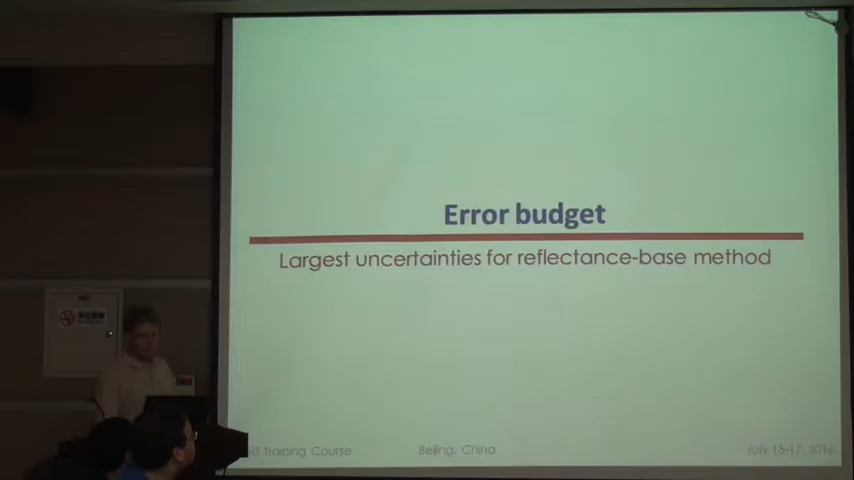 Error budget
Largest uncertainties for reflectance-base method
Training Course
Beijing, China
July 15-17, 2016